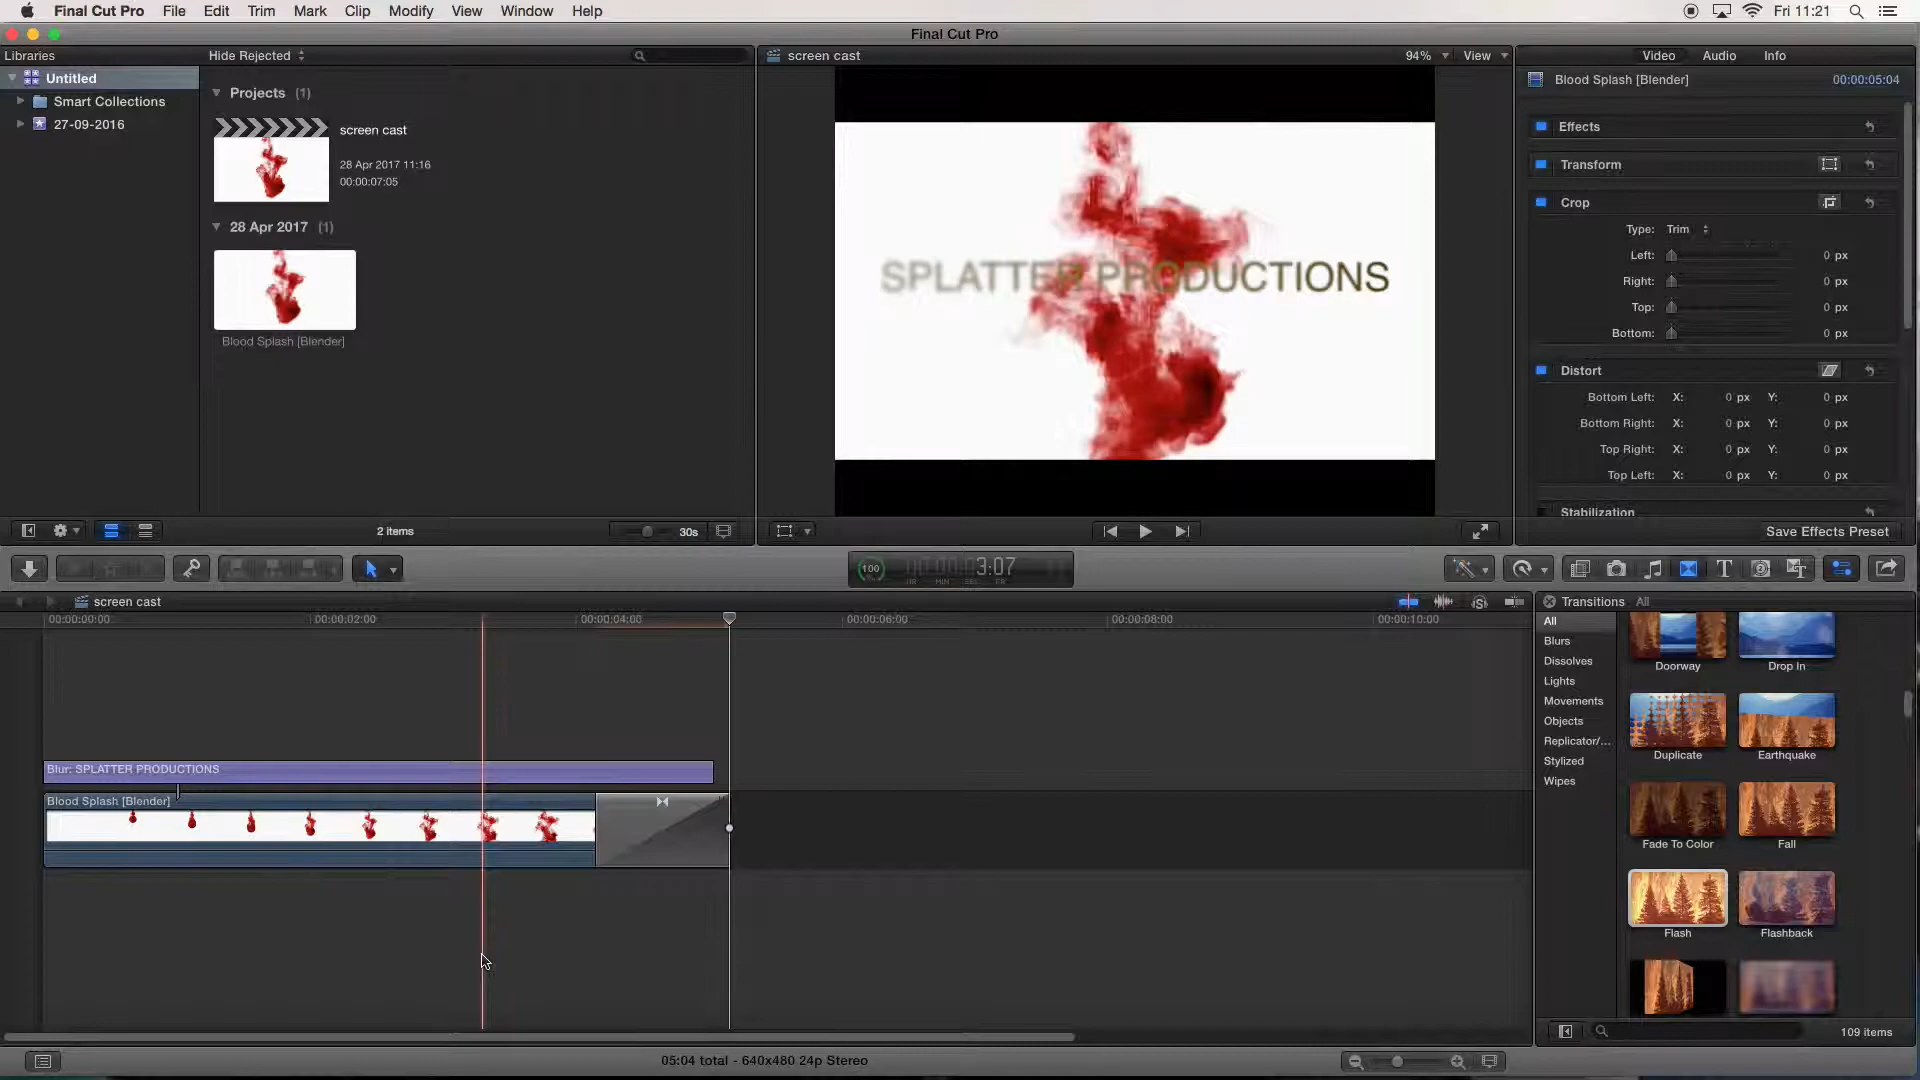 Final Cut Pro File Edit Trim Mark Clip Modify View Window Help Fri 11:21
Final Cut Pro
Libraries
Hide Rejected
Untitled
Smart Collections
27-09-2016
Projects (1)
screen cast
28 Apr 2017 11:16
00:00:07:05
28 Apr 2017 (1)
Blood Splash [Blender]
2 items
30s
screen cast
94%
View
SPLATTER PRODUCTIONS
Video Audio Info
Blood Splash [Blender] 00:00:05:04
Effects
Transform
Crop
Type: Trim
Left: 0 px
Right: 0 px
Top: 0 px
Bottom: 0 px
Distort
Bottom Left: X: 0 px Y: 0 px
Bottom Right: X: 0 px Y: 0 px
Top Right: X: 0 px Y: 0 px
Top Left: X: 0 px Y: 0 px
Stabilization
Save Effects Preset
100
3:07
HR MIN SEC FR
screen cast
00:00:00:00 00:00:02:00 00:00:04:00 00:00:06:00 00:00:08:00 00:00:10:00
Blur: SPLATTER PRODUCTIONS
Blood Splash [Blender]
Transitions All
All
Blurs
Dissolves
Lights
Movements
Objects
Replicator/...
Stylized
Wipes
Doorway Drop In
Duplicate Earthquake
Fade To Color Fall
Flash Flashback
109 items
05:04 total - 640x480 24p Stereo